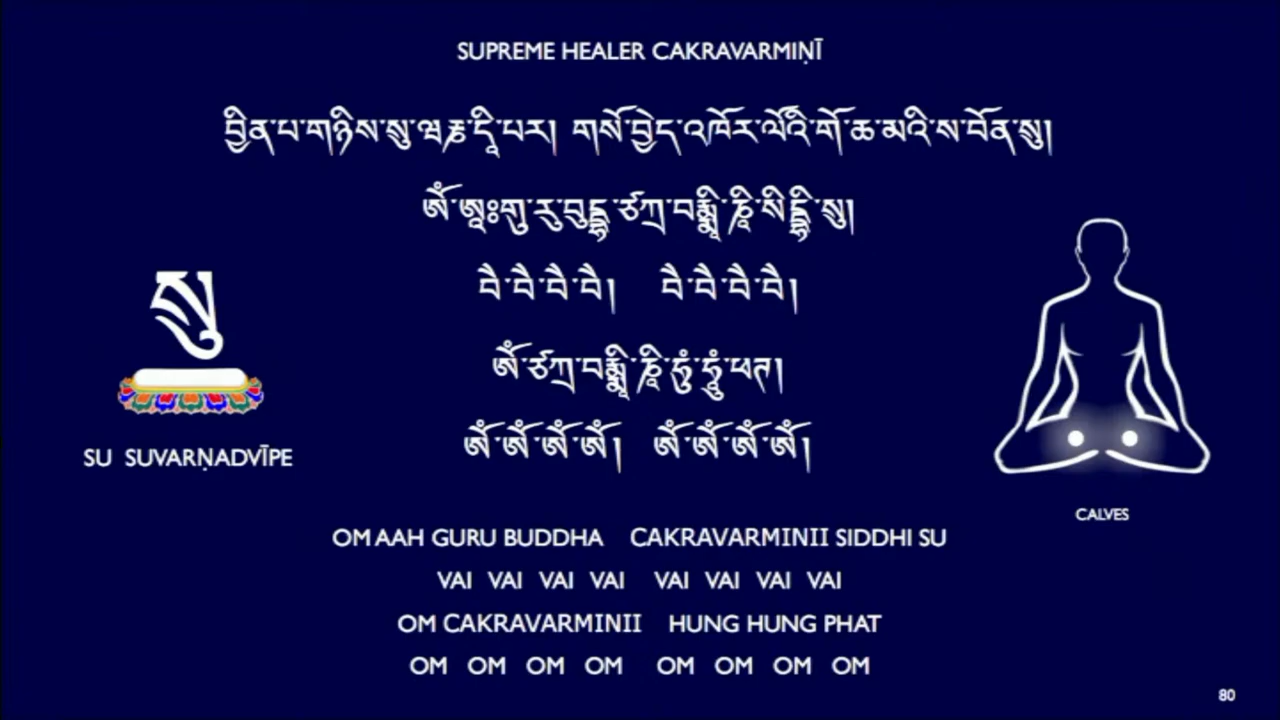 SUPREME HEALER CAKRAVARMIṆĪ
བྱིན་པ་གཉིས་སུ་ཝརྞ་དྭཱི་པར། གསོ་བྱེད་འཁོར་ལོའི་གོ་ཆ་མའི་ས་བོན་སུ།
ཨོཾ་ཨཱཿགུ་རུ་བུདྡྷ་ཙཀྲ་བརྨྨི་ཎཱི་སིདྡྷི་སུ།
བེ་བེ་བེ་བེ། བེ་བེ་བེ་བེ།
ཨོཾ་ཙཀྲ་བརྨྨི་ཎཱི་ཧུཾ་ཧཱུཾ་ཕཊ།
ཨོཾ་ཨོཾ་ཨོཾ་ཨོཾ། ཨོཾ་ཨོཾ་ཨོཾ་ཨོཾ།
སུ
SU SUVARṆADVĪPE
CALVES
OM AAH GURU BUDDHA CAKRAVARMINII SIDDHI SU
VAI VAI VAI VAI VAI VAI VAI VAI
OM CAKRAVARMINII HUNG HUNG PHAT
OM OM OM OM OM OM OM OM
80